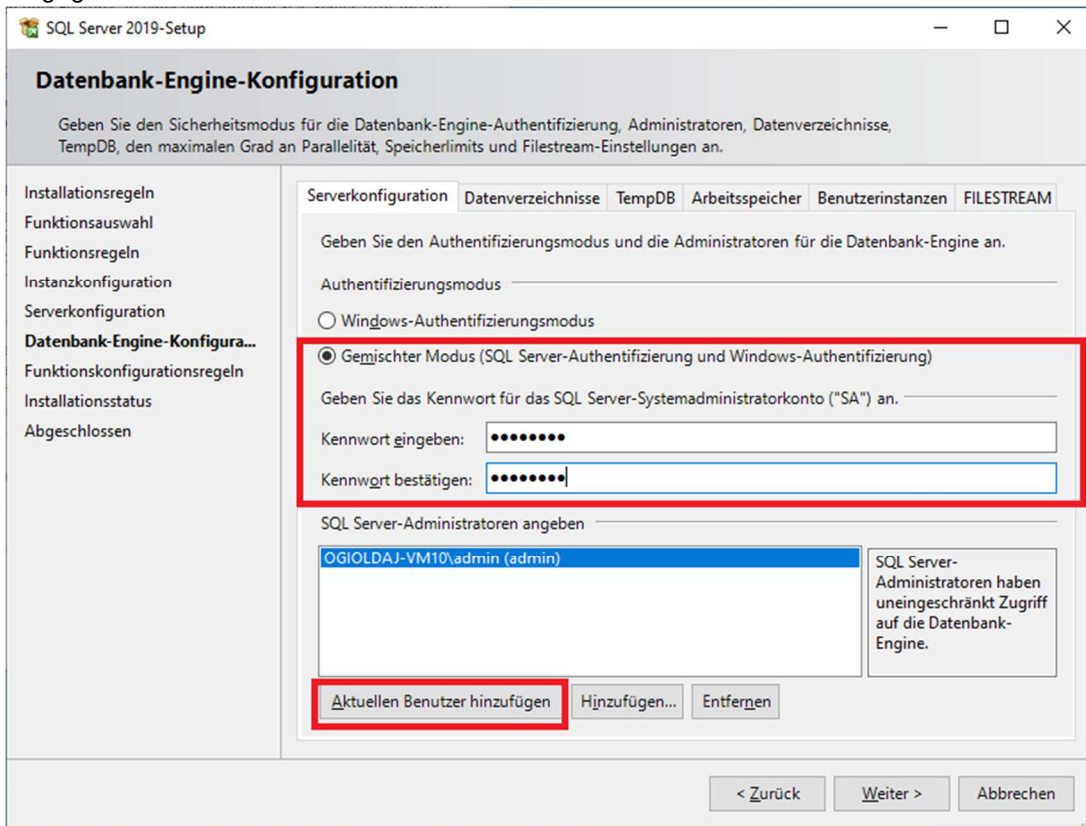 SQL Server 2019-Setup
Datenbank-Engine-Konfiguration
Geben Sie den Sicherheitsmodus für die Datenbank-Engine-Authentifizierung, Administratoren, Datenverzeichnisse,
TempDB, den maximalen Grad an Parallelität, Speicherlimits und Filestream-Einstellungen an.
Installationsregeln
Funktionsauswahl
Funktionsregeln
Instanzkonfiguration
Serverkonfiguration
Datenbank-Engine-Konfigura...
Funktionskonfigurationsregeln
Installationsstatus
Abgeschlossen
Serverkonfiguration Datenverzeichnisse TempDB Arbeitsspeicher Benutzerinstanzen FILESTREAM
Geben Sie den Authentifizierungsmodus und die Administratoren für die Datenbank-Engine an.
Authentifizierungsmodus
Windows-Authentifizierungsmodus
Gemischter Modus (SQL Server-Authentifizierung und Windows-Authentifizierung)
Geben Sie das Kennwort für das SQL Server-Systemadministratorkonto ("SA") an.
Kennwort eingeben: ●●●●●●●●
Kennwort bestätigen: ●●●●●●●●
SQL Server-Administratoren angeben
OGIOLDAJ-VM10\admin (admin)
SQL Server-
Administratoren haben
uneingeschränkt Zugriff
auf die Datenbank-
Engine.
Aktuellen Benutzer hinzufügen Hinzufügen... Entfernen
< Zurück Weiter > Abbrechen